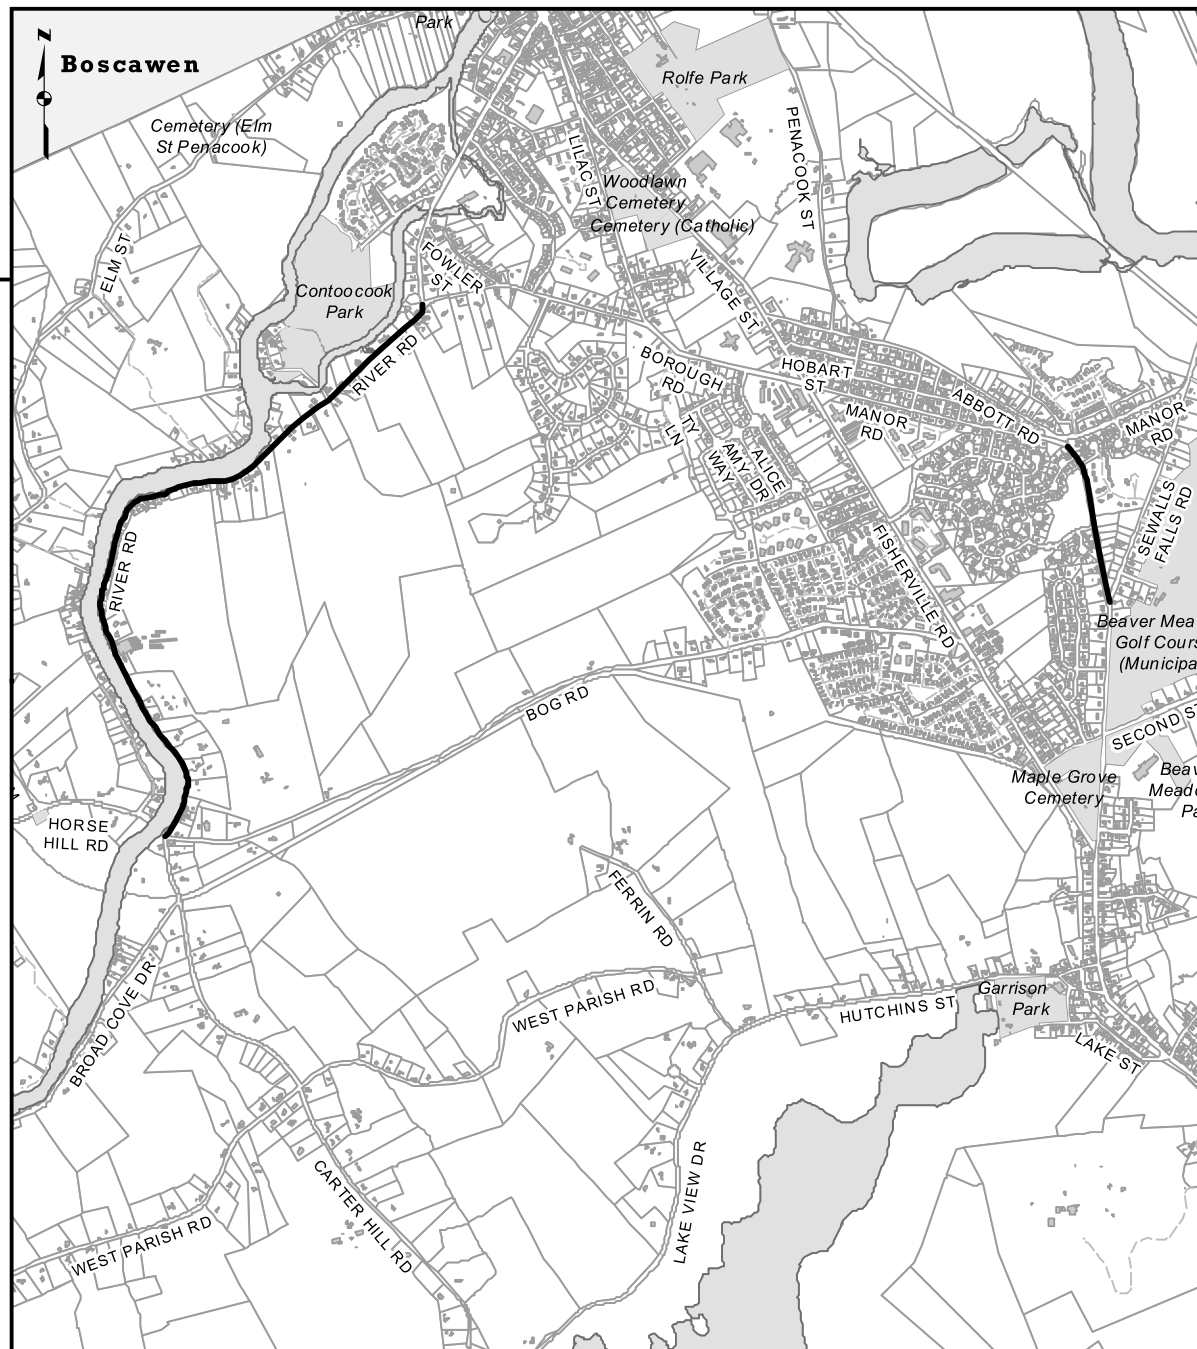 Park
N
Boscawen
Rolfe Park
Cemetery (Elm
St Penacook)
PENACOOK ST
LILAC ST
Woodlawn
Cemetery
Cemetery (Catholic)
ELM ST
FOWLER
ST
VILLAGE ST
Contoocook
Park
RIVER RD
BOROUGH
RD
HOBART
ST
ABBOTT RD
MANOR
RD
MANOR
RD
TY
LN
AMY DR
WAY
ALICE
SEWALLS
FALLS RD
FISHERVILLE RD
RIVER RD
Beaver Mea
Golf Cours
(Municipa
BOG RD
SECOND ST
Maple Grove
Cemetery
Beav
Meado
Pa
HORSE
HILL RD
FERRIN RD
BROAD COVE DR
WEST PARISH RD
HUTCHINS ST
Garrison
Park
LAKE ST
CARTER HILL RD
LAKE VIEW DR
WEST PARISH RD